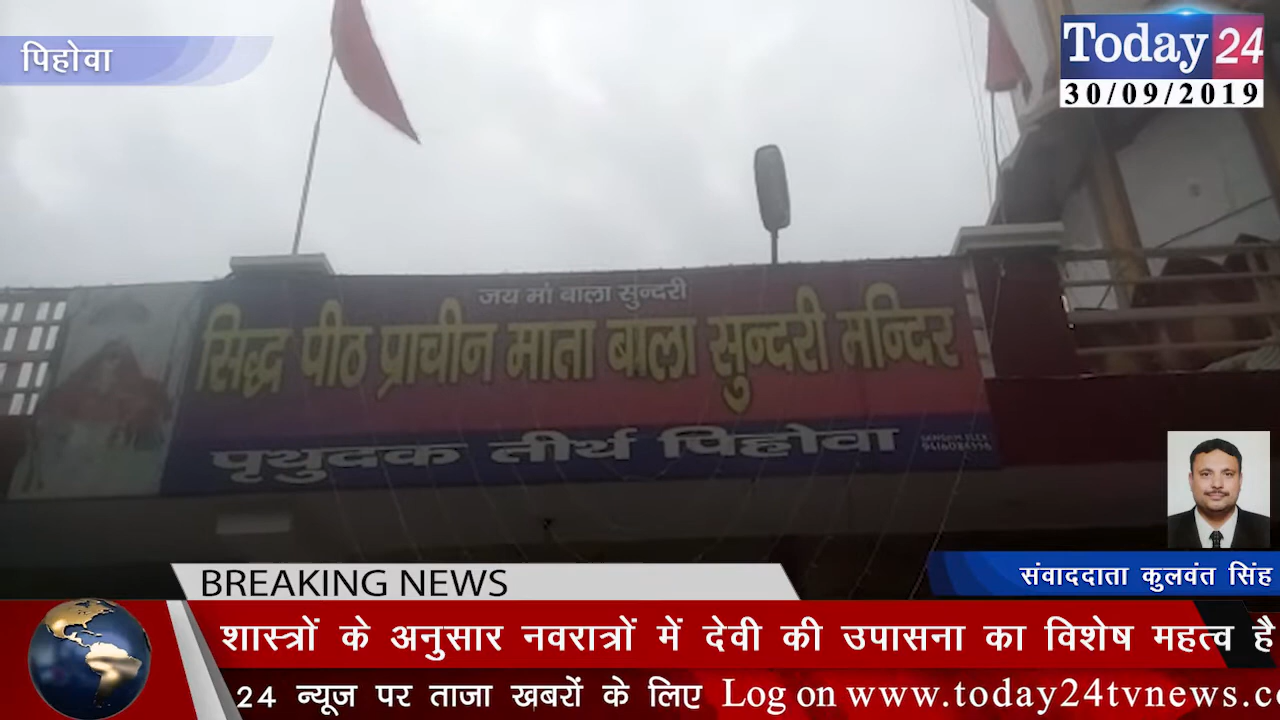 पिहोवा
Today 24
30/09/2019
जय मां बाला सुन्दरी
सिद्ध पीठ प्राचीन माता बाला सुन्दरी मन्दिर
पृथुदक तीर्थ पिहोवा
संवाददाता कुलवंत सिंह
BREAKING NEWS
शास्त्रों के अनुसार नवरात्रों में देवी की उपासना का विशेष महत्व है
24 न्यूज पर ताजा खबरों के लिए Log on www.today24tvnews.co